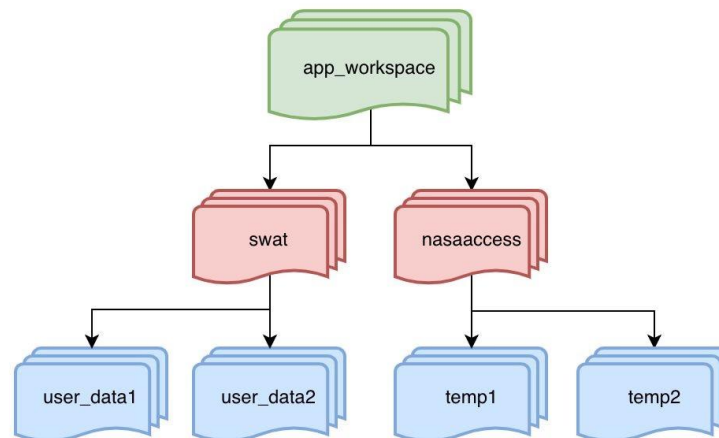 app_workspace
swat
nasaaccess
user_data1
user_data2
temp1
temp2